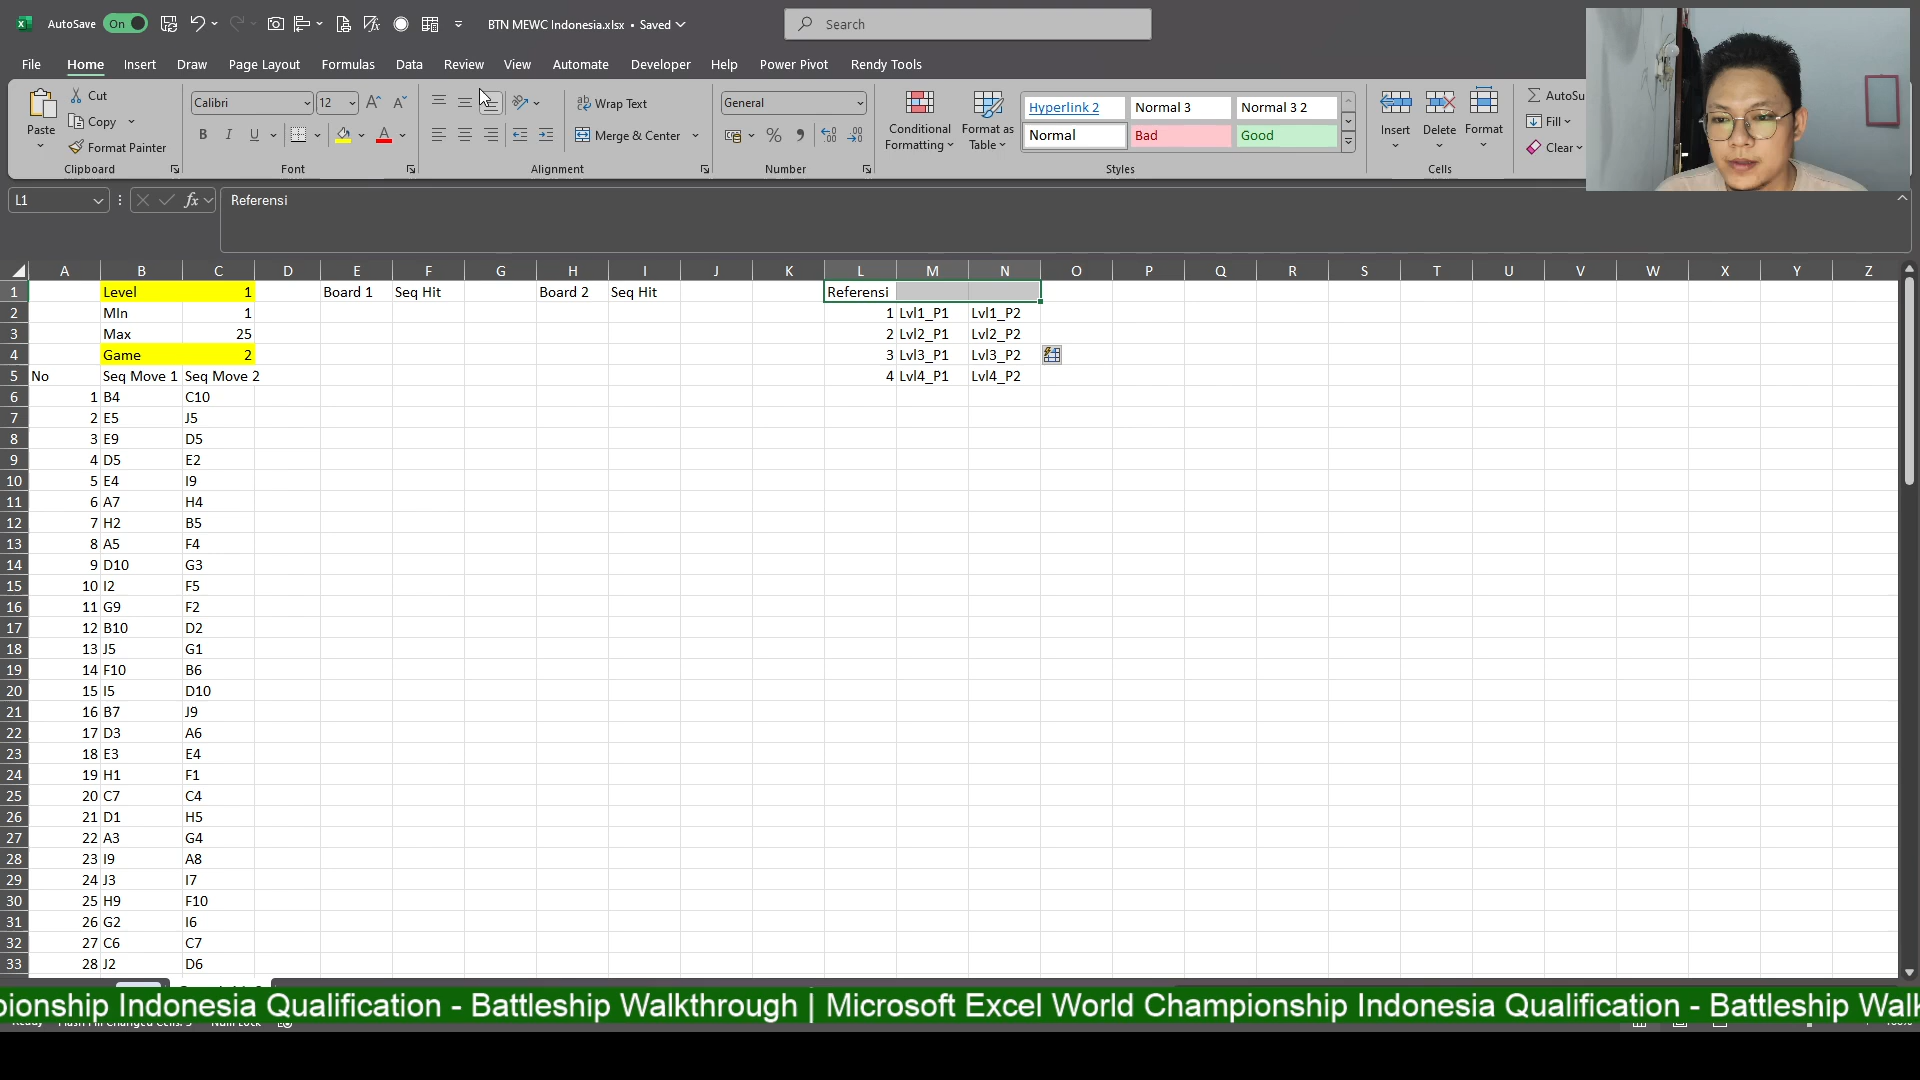 AutoSave On BTN MEWC Indonesia.xlsx • Saved Search
File Home Insert Draw Page Layout Formulas Data Review View Automate Developer Help Power Pivot Rendy Tools
Paste Cut Copy Format Painter Clipboard
Calibri 12 B I U A Font
Wrap Text Merge & Center Alignment
General % Number
Conditional Formatting Format as Table
Hyperlink 2 Normal 3 Normal 3 2
Normal Bad Good
Styles
Insert Delete Format Cells
AutoSu
Fill
Clear
L1 fx Referensi
A B C D E F G H I J K L M N O P Q R S T U V W X Y Z
1 Level 1 Board 1 Seq Hit Board 2 Seq Hit Referensi
2 MIn 1 1 Lvl1_P1 Lvl1_P2
3 Max 25 2 Lvl2_P1 Lvl2_P2
4 Game 2 3 Lvl3_P1 Lvl3_P2
5 No Seq Move 1 Seq Move 2 4 Lvl4_P1 Lvl4_P2
6 1 B4 C10
7 2 E5 J5
8 3 E9 D5
9 4 D5 E2
10 5 E4 I9
11 6 A7 H4
12 7 H2 B5
13 8 A5 F4
14 9 D10 G3
15 10 I2 F5
16 11 G9 F2
17 12 B10 D2
18 13 J5 G1
19 14 F10 B6
20 15 I5 D10
21 16 B7 J9
22 17 D3 A6
23 18 E3 E4
24 19 H1 F1
25 20 C7 C4
26 21 D1 H5
27 22 A3 G4
28 23 I9 A8
29 24 J3 I7
30 25 H9 F10
31 26 G2 I6
32 27 C6 C7
33 28 J2 D6
pionship Indonesia Qualification - Battleship Walkthrough | Microsoft Excel World Championship Indonesia Qualification - Battleship Walk